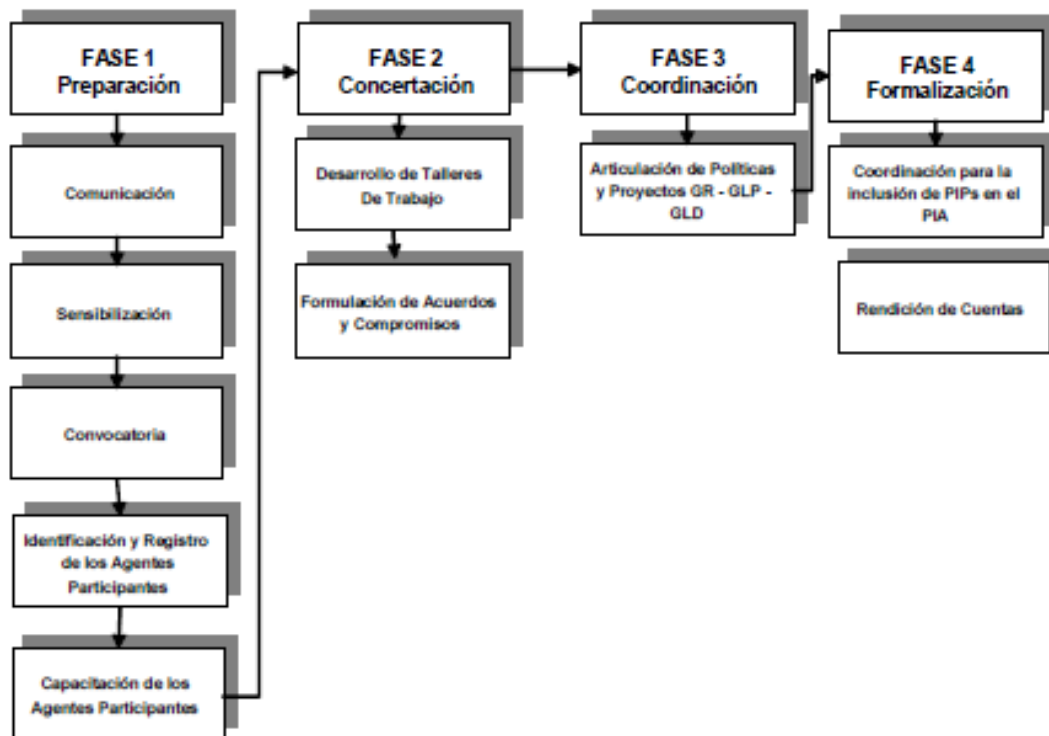 FASE 1
Preparación
Comunicación
Sensibilización
Convocatoria
Identificación y Registro
de los Agentes
Participantes
Capacitación de los
Agentes Participantes
FASE 2
Concertación
Desarrollo de Talleres
De Trabajo
Formulación de Acuerdos
y Compromisos
FASE 3
Coordinación
Articulación de Políticas
y Proyectos GR - GLP -
GLD
FASE 4
Formalización
Coordinación para la
inclusión de PIPs en el
PIA
Rendición de Cuentas